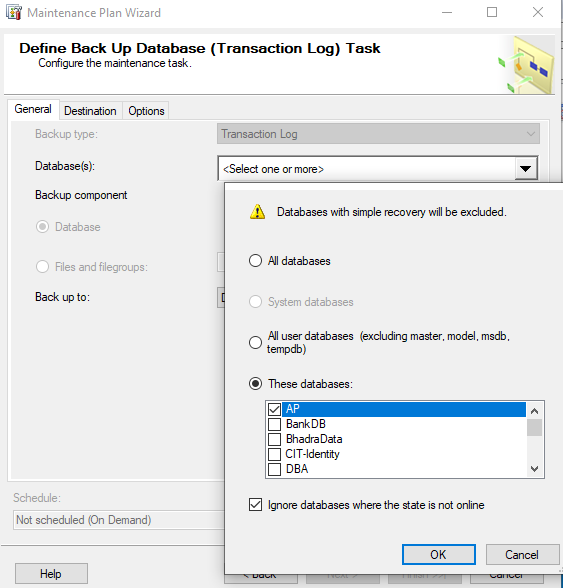 Maintenance Plan Wizard
Define Back Up Database (Transaction Log) Task
Configure the maintenance task.
General Destination Options
Backup type: Transaction Log
Database(s): <Select one or more>
Backup component
Database
Files and filegroups:
Back up to:
Databases with simple recovery will be excluded.
All databases
System databases
All user databases (excluding master, model, msdb,
tempdb)
These databases:
AP
BankDB
BhadraData
CIT-Identity
DBA
Ignore databases where the state is not online
OK Cancel
Schedule:
Not scheduled (On Demand)
Help < Back Next > Finish >>| Cancel